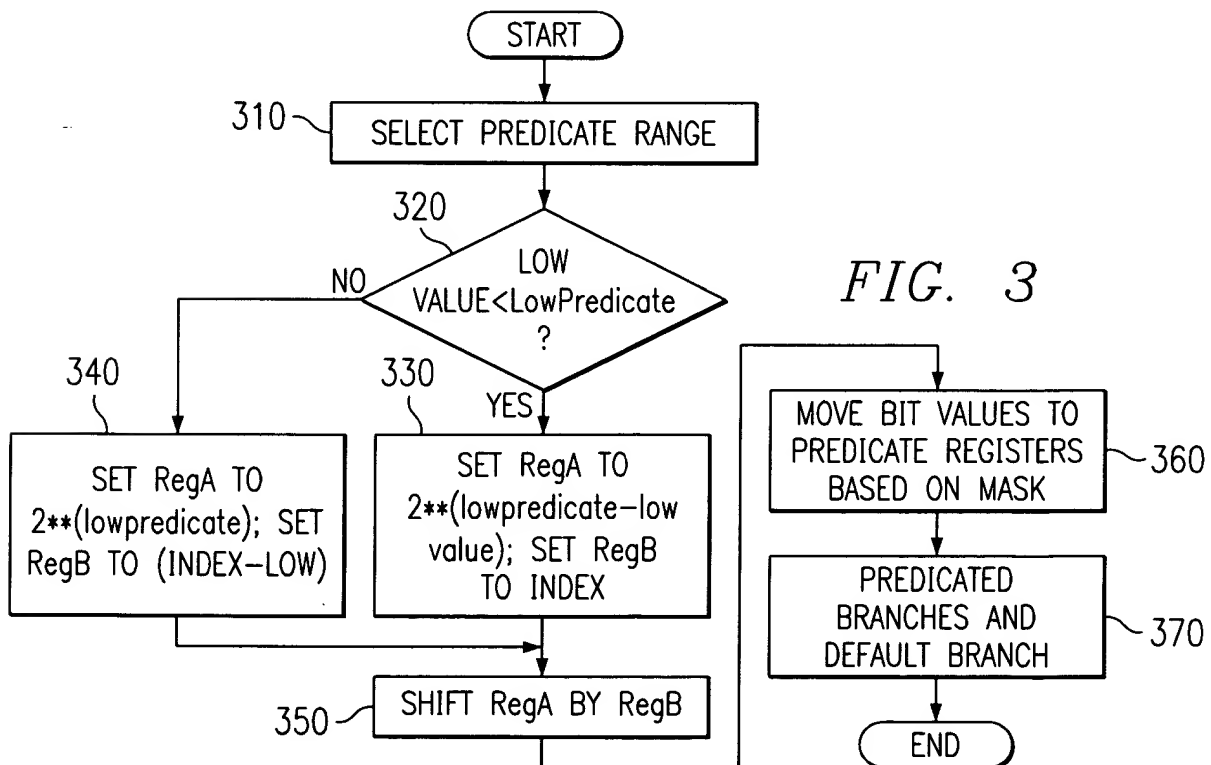 START
310
SELECT PREDICATE RANGE
320
LOW
VALUE<LowPredicate
?
NO
YES
FIG. 3
340
SET RegA TO
2**(lowpredicate); SET
RegB TO (INDEX-LOW)
330
SET RegA TO
2**(lowpredicate-low
value); SET RegB
TO INDEX
350
SHIFT RegA BY RegB
MOVE BIT VALUES TO
PREDICATE REGISTERS
BASED ON MASK
360
PREDICATED
BRANCHES AND
DEFAULT BRANCH
370
END